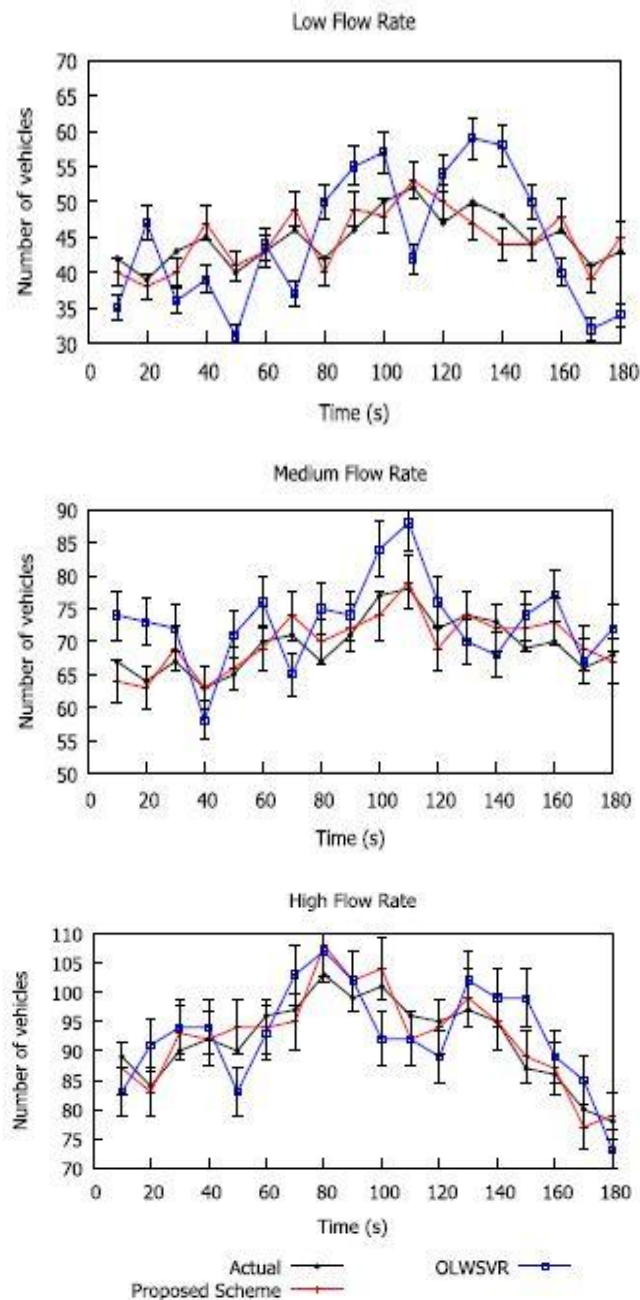 Low Flow Rate
70
65
60
55
50
45
40
35
30
Number of vehicles
0 20 40 60 80 100 120 140 160 180
Time (s)
Medium Flow Rate
90
85
80
75
70
65
60
55
50
Number of vehicles
0 20 40 60 80 100 120 140 160 180
Time (s)
High Flow Rate
110
105
100
95
90
85
80
75
70
Number of vehicles
0 20 40 60 80 100 120 140 160 180
Time (s)
Actual OLWSVR
Proposed Scheme